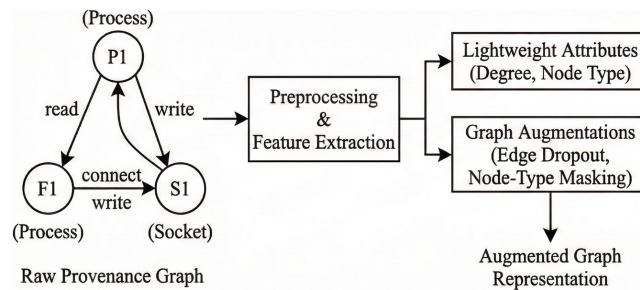 (Process)
P1
read
write
F1
connect
write
S1
(Process)
(Socket)
Raw Provenance Graph
Preprocessing
&
Feature Extraction
Lightweight Attributes
(Degree, Node Type)
Graph Augmentations
(Edge Dropout,
Node-Type Masking)
Augmented Graph
Representation